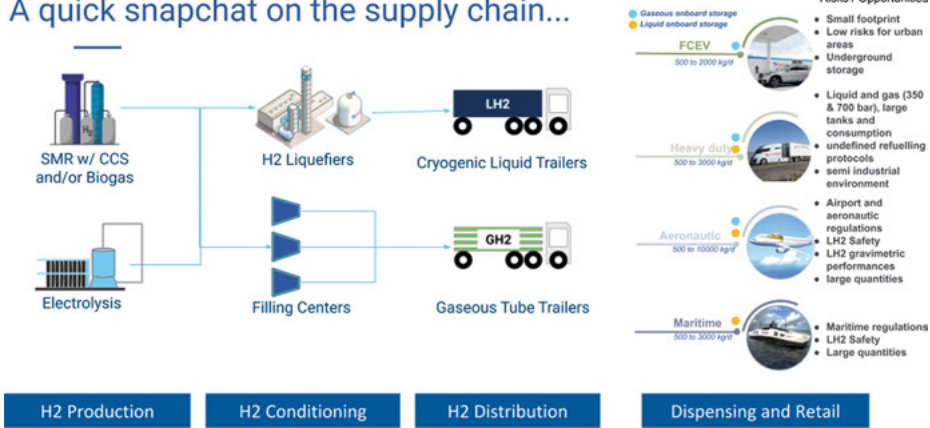 A quick snapchat on the supply chain...
H2
SMR w/ CCS
and/or Biogas
Electrolysis
H2 Liquefiers
Filling Centers
LH2
Cryogenic Liquid Trailers
GH2
Gaseous Tube Trailers
Gaseous onboard storage
Liquid onboard storage
Risks / Opportunities
FCEV
500 to 2000 kg/d
• Small footprint
• Low risks for urban
areas
• Underground
storage
Heavy duty
500 to 3000 kg/d
• Liquid and gas (350
& 700 bar), large
tanks and
consumption
• undefined refuelling
protocols
• semi industrial
environment
Aeronautic
500 to 10000 kg/d
• Airport and
aeronautic
regulations
• LH2 Safety
• LH2 gravimetric
performances
• large quantities
Maritime
500 to 3000 kg/d
• Maritime regulations
• LH2 Safety
• Large quantities
H2 Production
H2 Conditioning
H2 Distribution
Dispensing and Retail